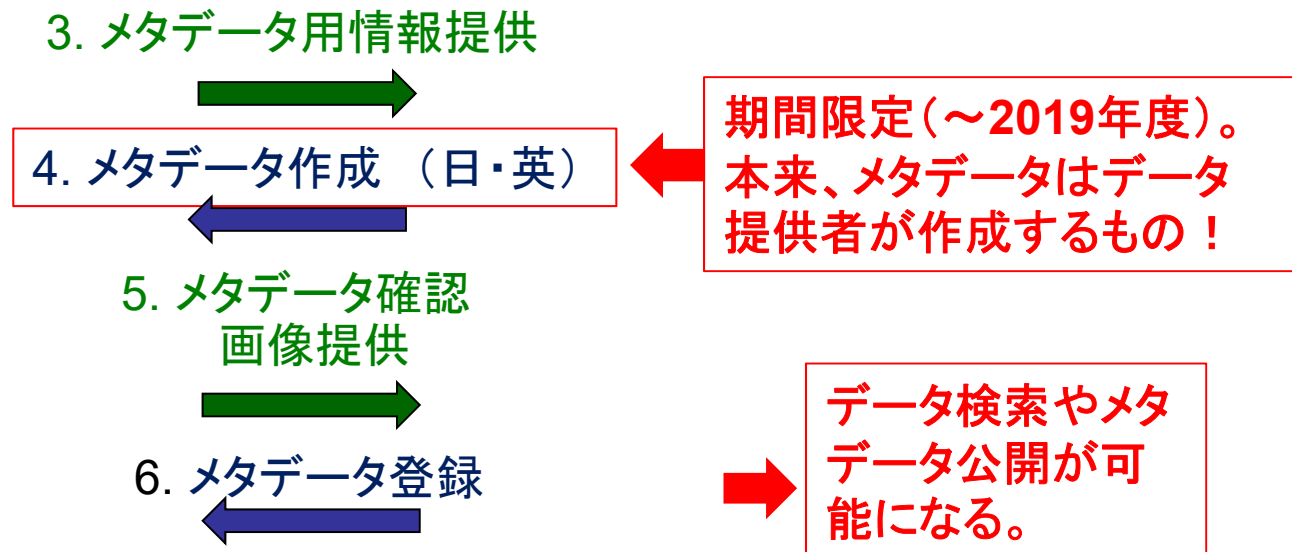 3. メタデータ用情報提供
4. メタデータ作成 （日・英）
期間限定（～2019年度）。
本来、メタデータはデータ
提供者が作成するもの！
5. メタデータ確認
画像提供
6. メタデータ登録
データ検索やメタ
データ公開が可
能になる。